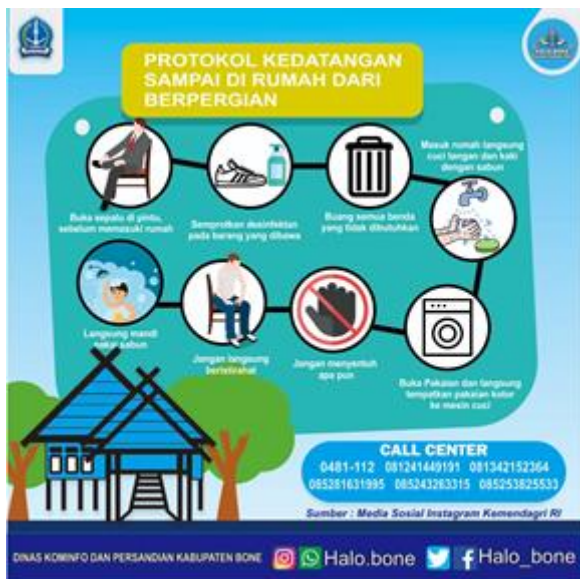 PROTOKOL KEDATANGAN
SAMPAI DI RUMAH DARI
BERPERGIAN
Buka sepatu di pintu,
sebelum memasuki rumah
Semprotkan desinfektan
pada barang yang dibawa
Buang semua benda
yang tidak dibutuhkan
Masuk rumah langsung
cuci tangan dan kaki
dengan sabun
Buka Pakaian dan langsung
tempatkan pakaian kotor
ke mesin cuci
Jangan menyentuh
apa pun
Jangan langsung
beristirahat
Langsung mandi
pakai sabun
CALL CENTER
0481-112 081241449191 081342152364
085281631995 085243263315 085253825533
Sumber : Media Sosial Instagram Kemendagri RI
DINAS KOMINFO DAN PERSANDIAN KABUPATEN BONE
Halo.bone
Halo_bone